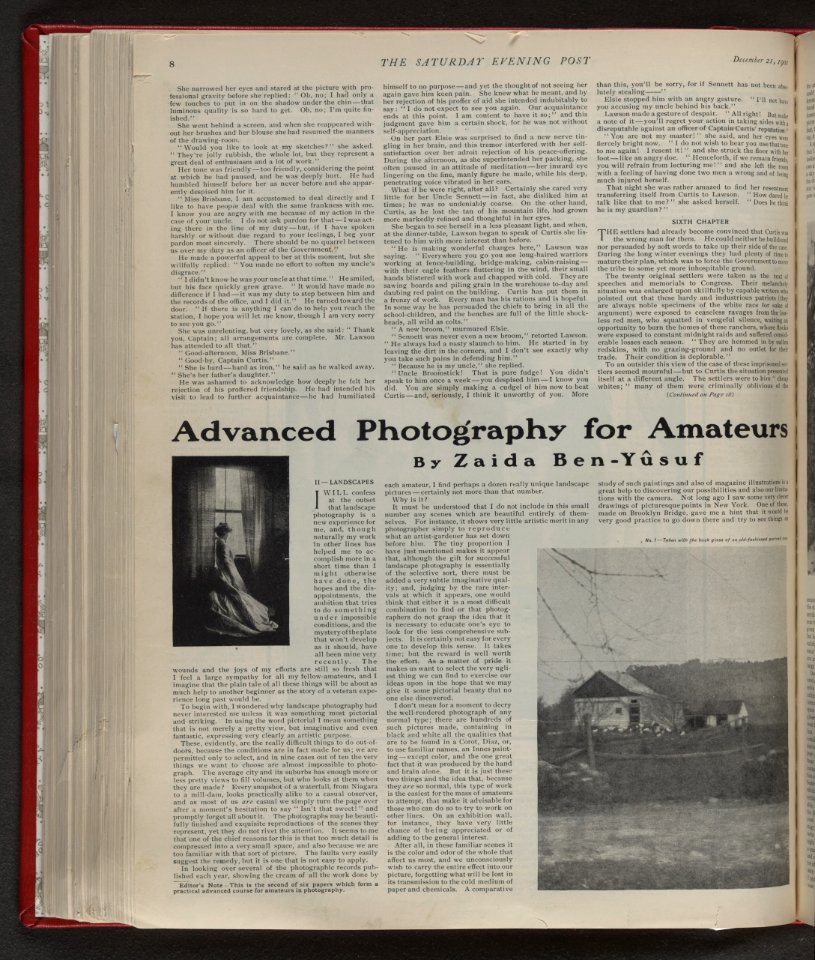 8
THE SATURDAY EVENING POST
December 21, 190
She narrowed her eyes and stared at the picture with pro-
fessional gravity before she replied: "Oh, no; I had only a
few touches to put in on the shadow under the chin—that
luminous quality is so hard to get. Oh, no; I'm quite fin-
ished."
She went behind a screen, and when she reappeared with-
out her brushes and her blouse she had resumed the manners
of the drawing-room.
"Would you like to look at my sketches?" she asked.
"They're jolly rubbish, the whole lot, but they represent a
great deal of enthusiasm and a lot of work."
Her tone was friendly—too friendly, considering the point
at which he had paused, and he was deeply hurt. He had
humbled himself before her as never before and she appar-
ently despised him for it.
"Miss Brisbane, I am accustomed to deal directly and I
like to have people deal with the same frankness with me.
I know you are angry with me because of my action in the
case of your uncle. I do not ask pardon for that—I was act-
ing there in the line of my duty—but, if I have spoken
harshly or without due regard to your feelings, I beg your
pardon most sincerely. There should be no quarrel between
us over my duty as an officer of the Government."
He made a powerful appeal to her at this moment, but she
willfully replied: "You made no effort to soften my uncle's
disgrace."
"I didn't know he was your uncle at that time." He smiled,
but his face quickly grew grave. "It would have made no
difference if I had—it was my duty to step between him and
the records of the office, and I did it." He turned toward the
door. "If there is anything I can do to help you reach the
station, I hope you will let me know, though I am very sorry
to see you go."
She was unrelenting, but very lovely, as she said: "Thank
you, Captain; all arrangements are complete. Mr. Lawson
has attended to all that."
"Good-afternoon, Miss Brisbane."
"Good-by, Captain Curtis."
"She is hard—hard as iron," he said as he walked away.
"She's her father's daughter."
He was ashamed to acknowledge how deeply he felt her
rejection of his proffered friendship. He had intended his
visit to lead to further acquaintance—he had humiliated
himself to no purpose—and yet the thought of not seeing her
again gave him keen pain. She knew what he meant, and by
her rejection of his proffer of aid she intended indubitably to
say: "I do not expect to see you again. Our acquaintance
ends at this point. I am content to have it so;" and this
judgment gave him a certain shock, for he was not without
self-appreciation.
On her part Elsie was surprised to find a new nerve tin-
gling in her brain, and this tremor interfered with her self-
satisfaction over her abrupt rejection of his peace-offering.
During the afternoon, as she superintended her packing, she
often paused in an attitude of meditation—her inward eye
lingering on the fine, manly figure he made, while his deep,
penetrating voice vibrated in her ears.
What if he were right, after all? Certainly she cared very
little for her Uncle Sennett—in fact, she disliked him at
times; he was so undeniably coarse. On the other hand,
Curtis, as he lost the tan of his mountain life, had grown
more markedly refined and thoughtful in her eyes.
She began to see herself in a less pleasant light, and when,
at the dinner-table, Lawson began to speak of Curtis she lis-
tened to him with more interest than before.
"He is making wonderful changes here," Lawson was
saying. "Everywhere you go you see long-haired warriors
working at fence-building, bridge-making, cabin-raising—
with their eagle feathers fluttering in the wind, their small
hands blistered with work and chapped with cold. They are
sawing boards and piling grain in the warehouse to-day and
daubing red paint on the building. Curtis has put them in
a frenzy of work. Every man has his rations and is hopeful.
In some way he has persuaded the chiefs to bring in all the
school-children, and the benches are full of the little shock-
heads, all wild as colts."
"A new broom," murmured Elsie.
"Sennett was never even a new broom," retorted Lawson.
"He always had a nasty slaunch to him. He started in by
leaving the dirt in the corners, and I don't see exactly why
you take such pains in defending him."
"Because he is my uncle," she replied.
"Uncle Broomstick! That is pure fudge! You didn't
speak to him once a week—you despised him—I know you
did. You are simply making a cudgel of him now to beat
Curtis—and, seriously, I think it unworthy of you. More
than this, you'll be sorry, for if Sennett has not been abso-
lutely stealing——"
Elsie stopped him with an angry gesture. "I'll not have
you accusing my uncle behind his back."
Lawson made a gesture of despair. "All right! But make
a note of it—you'll regret your action in taking sides with a
disreputable against an officer of Captain Curtis' reputation."
"You are not my master!" she said, and her eyes were
fiercely bright now. "I do not wish to hear you use that tone
to me again! I resent it!" and she struck the floor with her
foot—like an angry doe. "Henceforth, if we remain friends,
you will refrain from lecturing me!" and she left the room
with a feeling of having done two men a wrong and of being
much injured herself.
That night she was rather amazed to find her resentment
transferring itself from Curtis to Lawson. "How dared he
talk like that to me?" she asked herself. "Does he think
he is my guardian?"
SIXTH CHAPTER
THE settlers had already become convinced that Curtis was
the wrong man for them. He could neither be bulldozed
nor persuaded by soft words to take up their side of the case.
During the long winter evenings they had plenty of time to
mature their plan, which was to force the Government to move
the tribe to some yet more inhospitable ground.
The twenty original settlers were taken as the text of
speeches and memorials to Congress. Their melancholy
situation was enlarged upon skillfully by capable writers who
pointed out that these hardy and industrious patriots (they
are always noble specimens of the white race for sake of
argument) were exposed to ceaseless ravages from the law-
less red men, who squatted in vengeful silence, waiting an
opportunity to burn the homes of these ranchers, whose flocks
were exposed to constant midnight raids and suffered consid-
erable losses each season. "They are hemmed in by sullen
redskins, with no grazing-ground and no outlet for their
trade. Their condition is deplorable."
To an outsider this view of the case of these imprisoned set-
tlers seemed mournful—but to Curtis the situation presented
itself at a different angle. The settlers were to him "cheap
whites;" many of them were criminally oblivious of the
(Continued on Page 18)
Advanced Photography for Amateurs
By Zaida Ben-Yûsuf
II—LANDSCAPES
I WILL confess
at the outset
that landscape
photography is a
new experience for
me, and, though
naturally my work
in other lines has
helped me to ac-
complish more in a
short time than I
might otherwise
have done, the
hopes and the dis-
appointments, the
ambition that tries
to do something
under impossible
conditions, and the
mystery of the plate
that won't develop
as it should, have
all been mine very
recently. The
wounds and the joys of my efforts are still so fresh that
I feel a large sympathy for all my fellow-amateurs, and I
imagine that the plain tale of all these things will be about as
much help to another beginner as the story of a veteran expe-
rience long past would be.
To begin with, I wondered why landscape photography had
never interested me unless it was something most pictorial
and striking. In using the word pictorial I mean something
that is not merely a pretty view, but imaginative and even
fantastic, expressing very clearly an artistic purpose.
These, evidently, are the really difficult things to do out-of-
doors, because the conditions are in fact made for us; we are
permitted only to select, and in nine cases out of ten the very
things we want to choose are almost impossible to photo-
graph. The average city and its suburbs has enough more or
less pretty views to fill volumes, but who looks at them when
they are made? Every snapshot of a waterfall, from Niagara
to a mill-dam, looks practically alike to a casual observer,
and as most of us are casual we simply turn the page over
after a moment's hesitation to say "Isn't that sweet!" and
promptly forget all about it. The photographs may be beauti-
fully finished and exquisite reproductions of the scenes they
represent, yet they do not rivet the attention. It seems to me
that one of the chief reasons for this is that too much detail is
compressed into a very small space, and also because we are
too familiar with that sort of picture. The faults very easily
suggest the remedy, but it is one that is not easy to apply.
In looking over several of the photographic records pub-
lished each year, showing the cream of all the work done by
Editor's Note—This is the second of six papers which form a
practical advanced course for amateurs in photography.
each amateur, I find perhaps a dozen really unique landscape
pictures—certainly not more than that number.
Why is it?
It must be understood that I do not include in this small
number any scenes which are beautiful entirely of them-
selves. For instance, it shows very little artistic merit in any
photographer simply to reproduce
what an artist-gardener has set down
before him. The tiny proportion I
have just mentioned makes it appear
that, although the gift for successful
landscape photography is essentially
of the selective sort, there must be
added a very subtle imaginative qual-
ity; and, judging by the rare inter-
vals at which it appears, one would
think that either it is a most difficult
combination to find or that photog-
raphers do not grasp the idea that it
is necessary to educate one's eye to
look for the less comprehensive sub-
jects. It is certainly not easy for every
one to develop this sense. It takes
time; but the reward is well worth
the effort. As a matter of pride it
makes us want to select the very ugli-
est thing we can find to exercise our
ideas upon in the hope that we may
give it some pictorial beauty that no
one else discovered.
I don't mean for a moment to decry
the well-rendered photograph of any
normal type; there are hundreds of
such pictures made, containing in
black and white all the qualities that
are to be found in a Corot, Diaz, or,
to use familiar names, an Innes paint-
ing—except color, and the one great
fact that it was produced by the hand
and brain alone. But it is just these
two things and the idea that, because
they are so normal, this type of work
is the easiest for the mass of amateurs
to attempt, that make it advisable for
those who can do so to try to work on
other lines. On an exhibition wall,
for instance, they have very little
chance of being appreciated or of
adding to the general interest.
After all, in these familiar scenes it
is the color and odor of the whole that
affect us most, and we unconsciously
wish to carry the entire effect into our
picture, forgetting what will be lost in
its transmission to the cold medium of
paper and chemicals. A comparative
study of such paintings and also of magazine illustrations is a
great help to discovering our possibilities and also our limita-
tions with the camera. Not long ago I saw some very clever
drawings of picturesque points in New York. One of these,
made on Brooklyn Bridge, gave me a hint that it would be
very good practice to go down there and try to see things in
No. 1—Taken with the back glass of an old-fashioned portrait